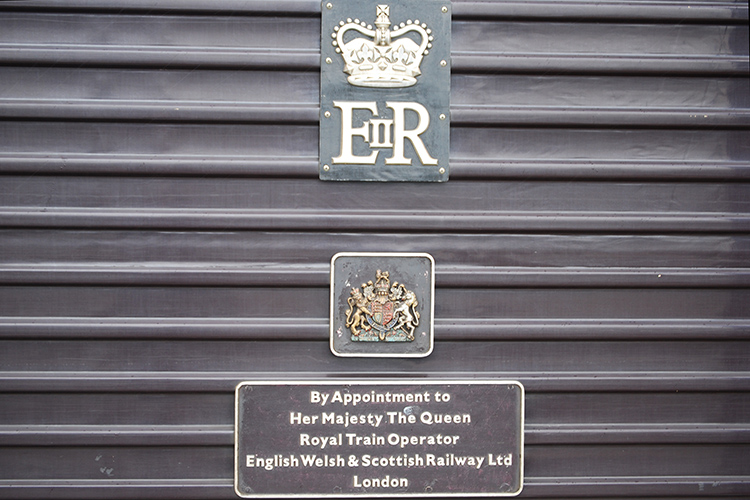 EIIR
By Appointment to
Her Majesty The Queen
Royal Train Operator
English Welsh & Scottish Railway Ltd
London